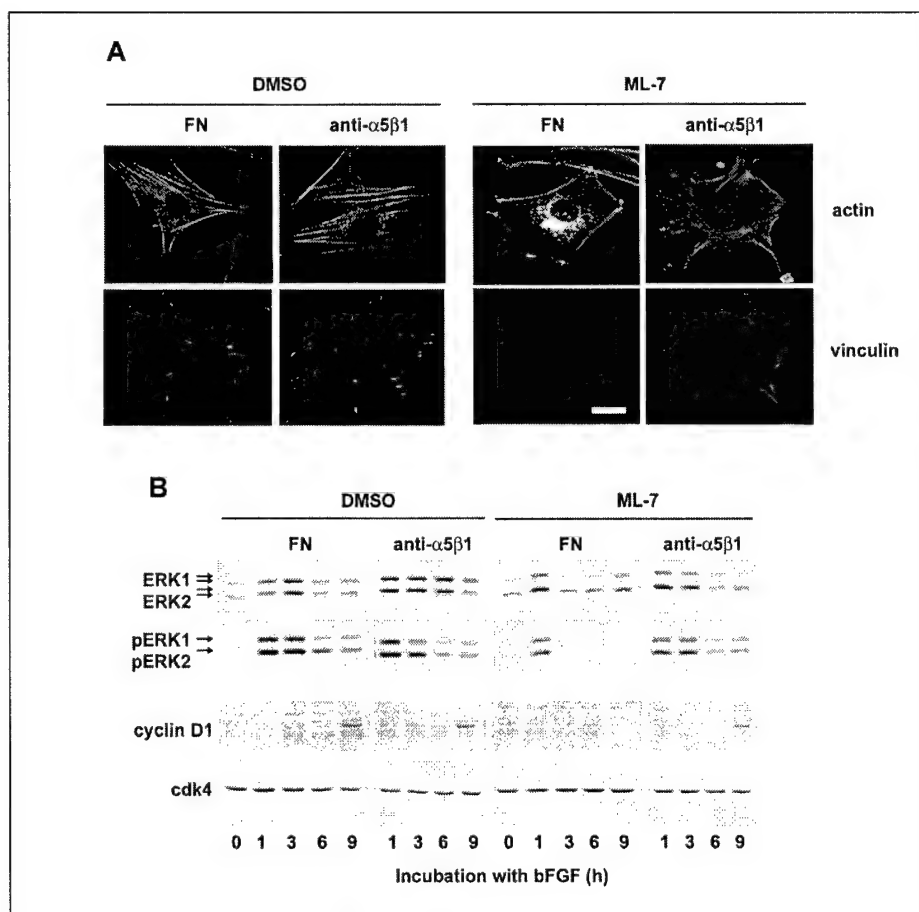 A
DMSO
ML-7
FN
anti-α5β1
FN
anti-α5β1
actin
vinculin
B
DMSO
ML-7
FN
anti-α5β1
FN
anti-α5β1
ERK1
ERK2
pERK1
pERK2
cyclin D1
cdk4
0 1 3 6 9 1 3 6 9 0 1 3 6 9 1 3 6 9
Incubation with bFGF (h)